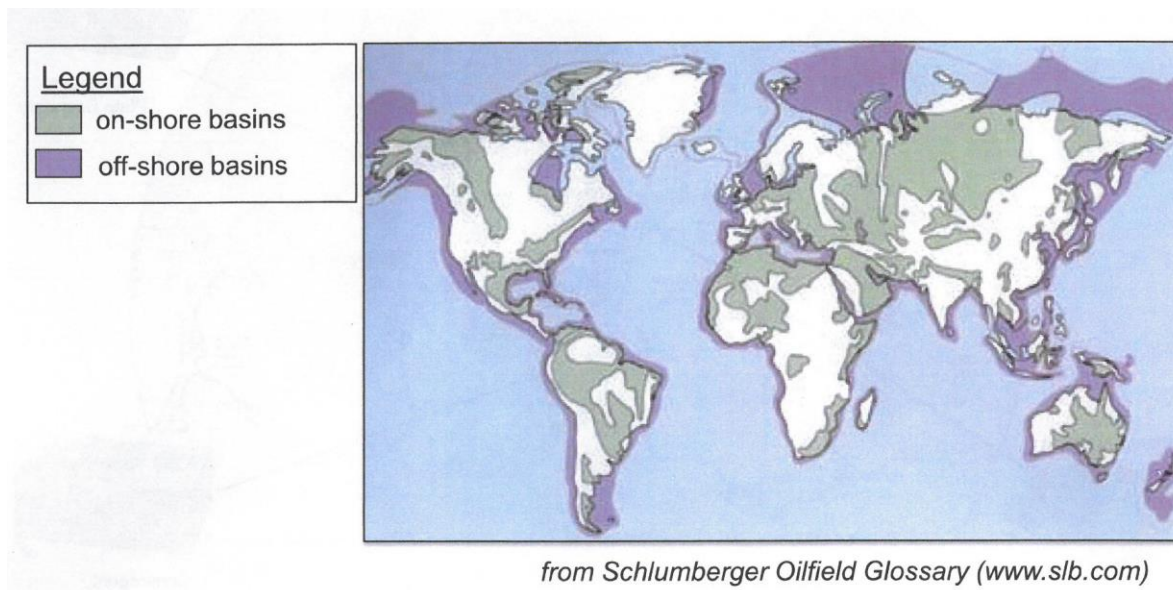 Legend
on-shore basins
off-shore basins
from Schlumberger Oilfield Glossary (www.slb.com)